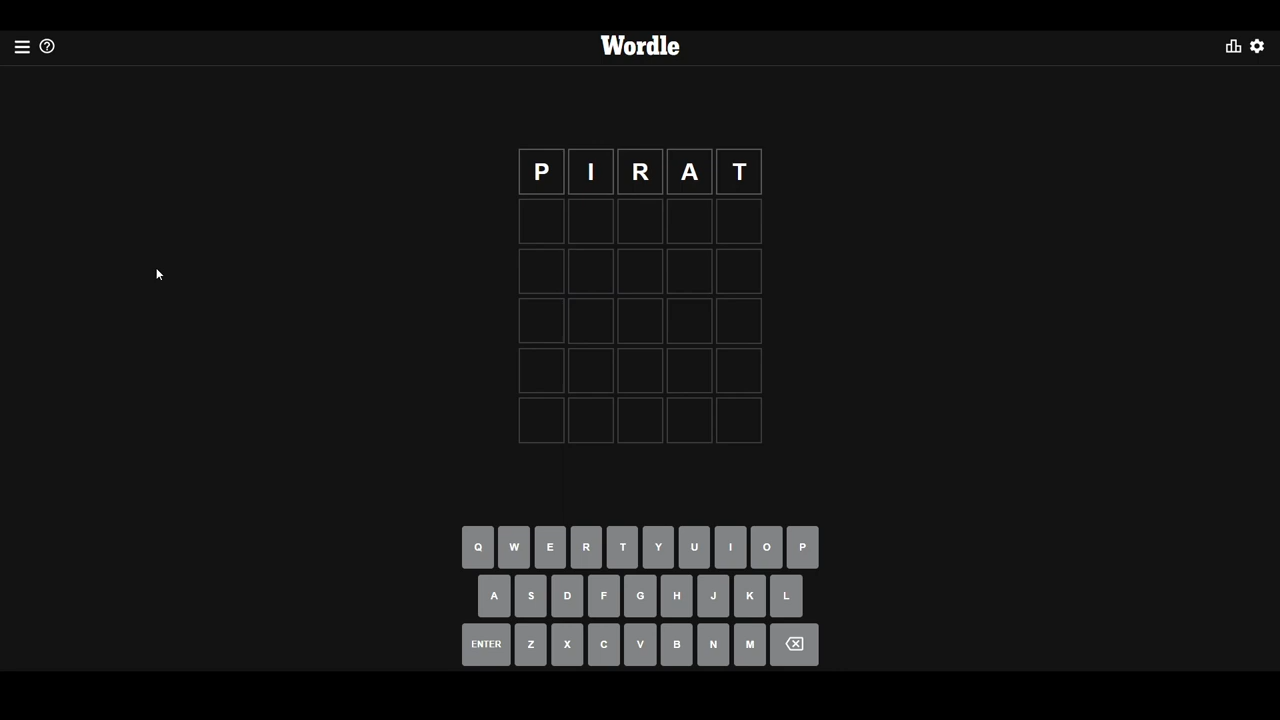 Wordle
P I R A T
Q W E R T Y U I O P
A S D F G H J K L
ENTER Z X C V B N M